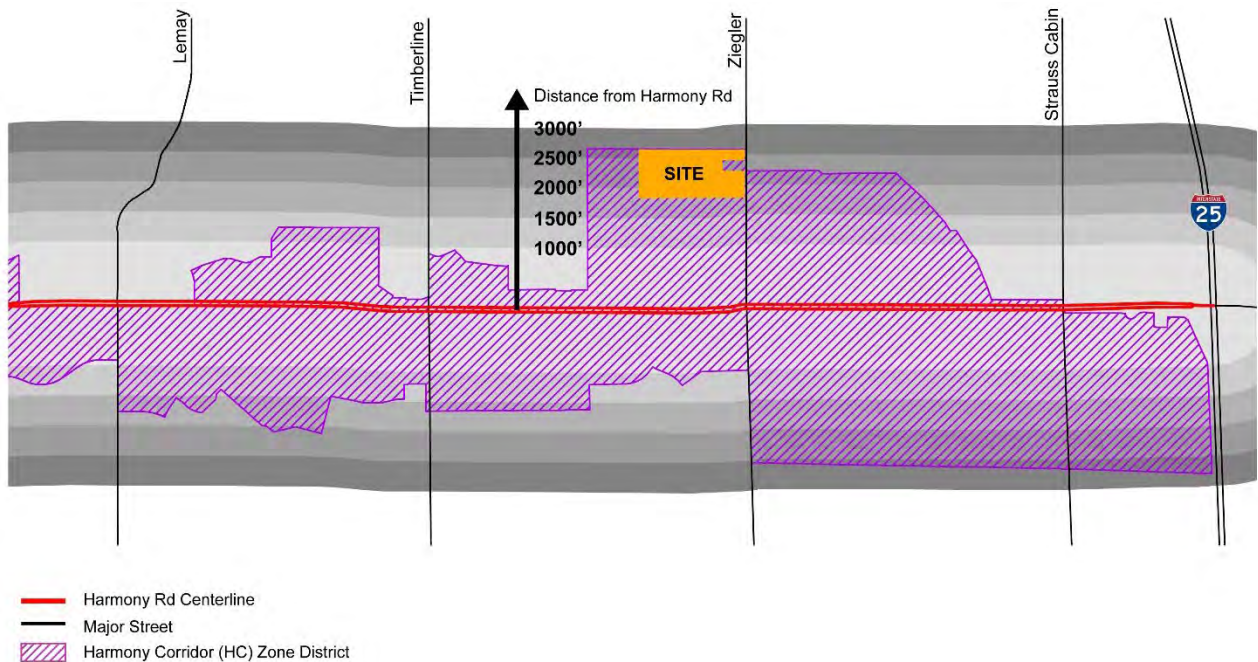 Lemay
Timberline
Ziegler
Strauss Cabin
Distance from Harmony Rd
3000’
2500’
2000’
1500’
1000’
SITE
INTERSTATE
25
Harmony Rd Centerline
Major Street
Harmony Corridor (HC) Zone District